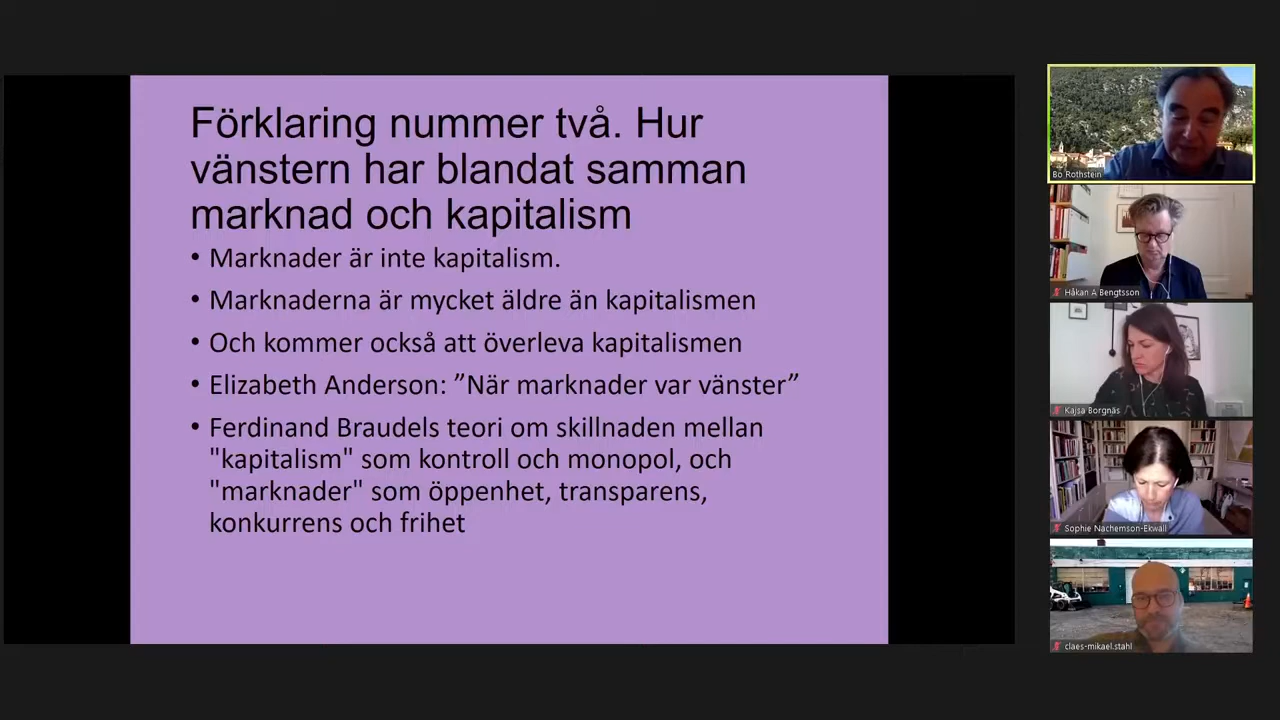 Förklaring nummer två. Hur
vänstern har blandat samman
marknad och kapitalism
• Marknader är inte kapitalism.
• Marknaderna är mycket äldre än kapitalismen
• Och kommer också att överleva kapitalismen
• Elizabeth Anderson: ”När marknader var vänster”
• Ferdinand Braudels teori om skillnaden mellan
"kapitalism" som kontroll och monopol, och
"marknader" som öppenhet, transparens,
konkurrens och frihet
Bo Rothstein
Håkan A Bengtsson
Kajsa Borgnäs
Sophie Nachemson-Ekwall
claes-mikael.stahl